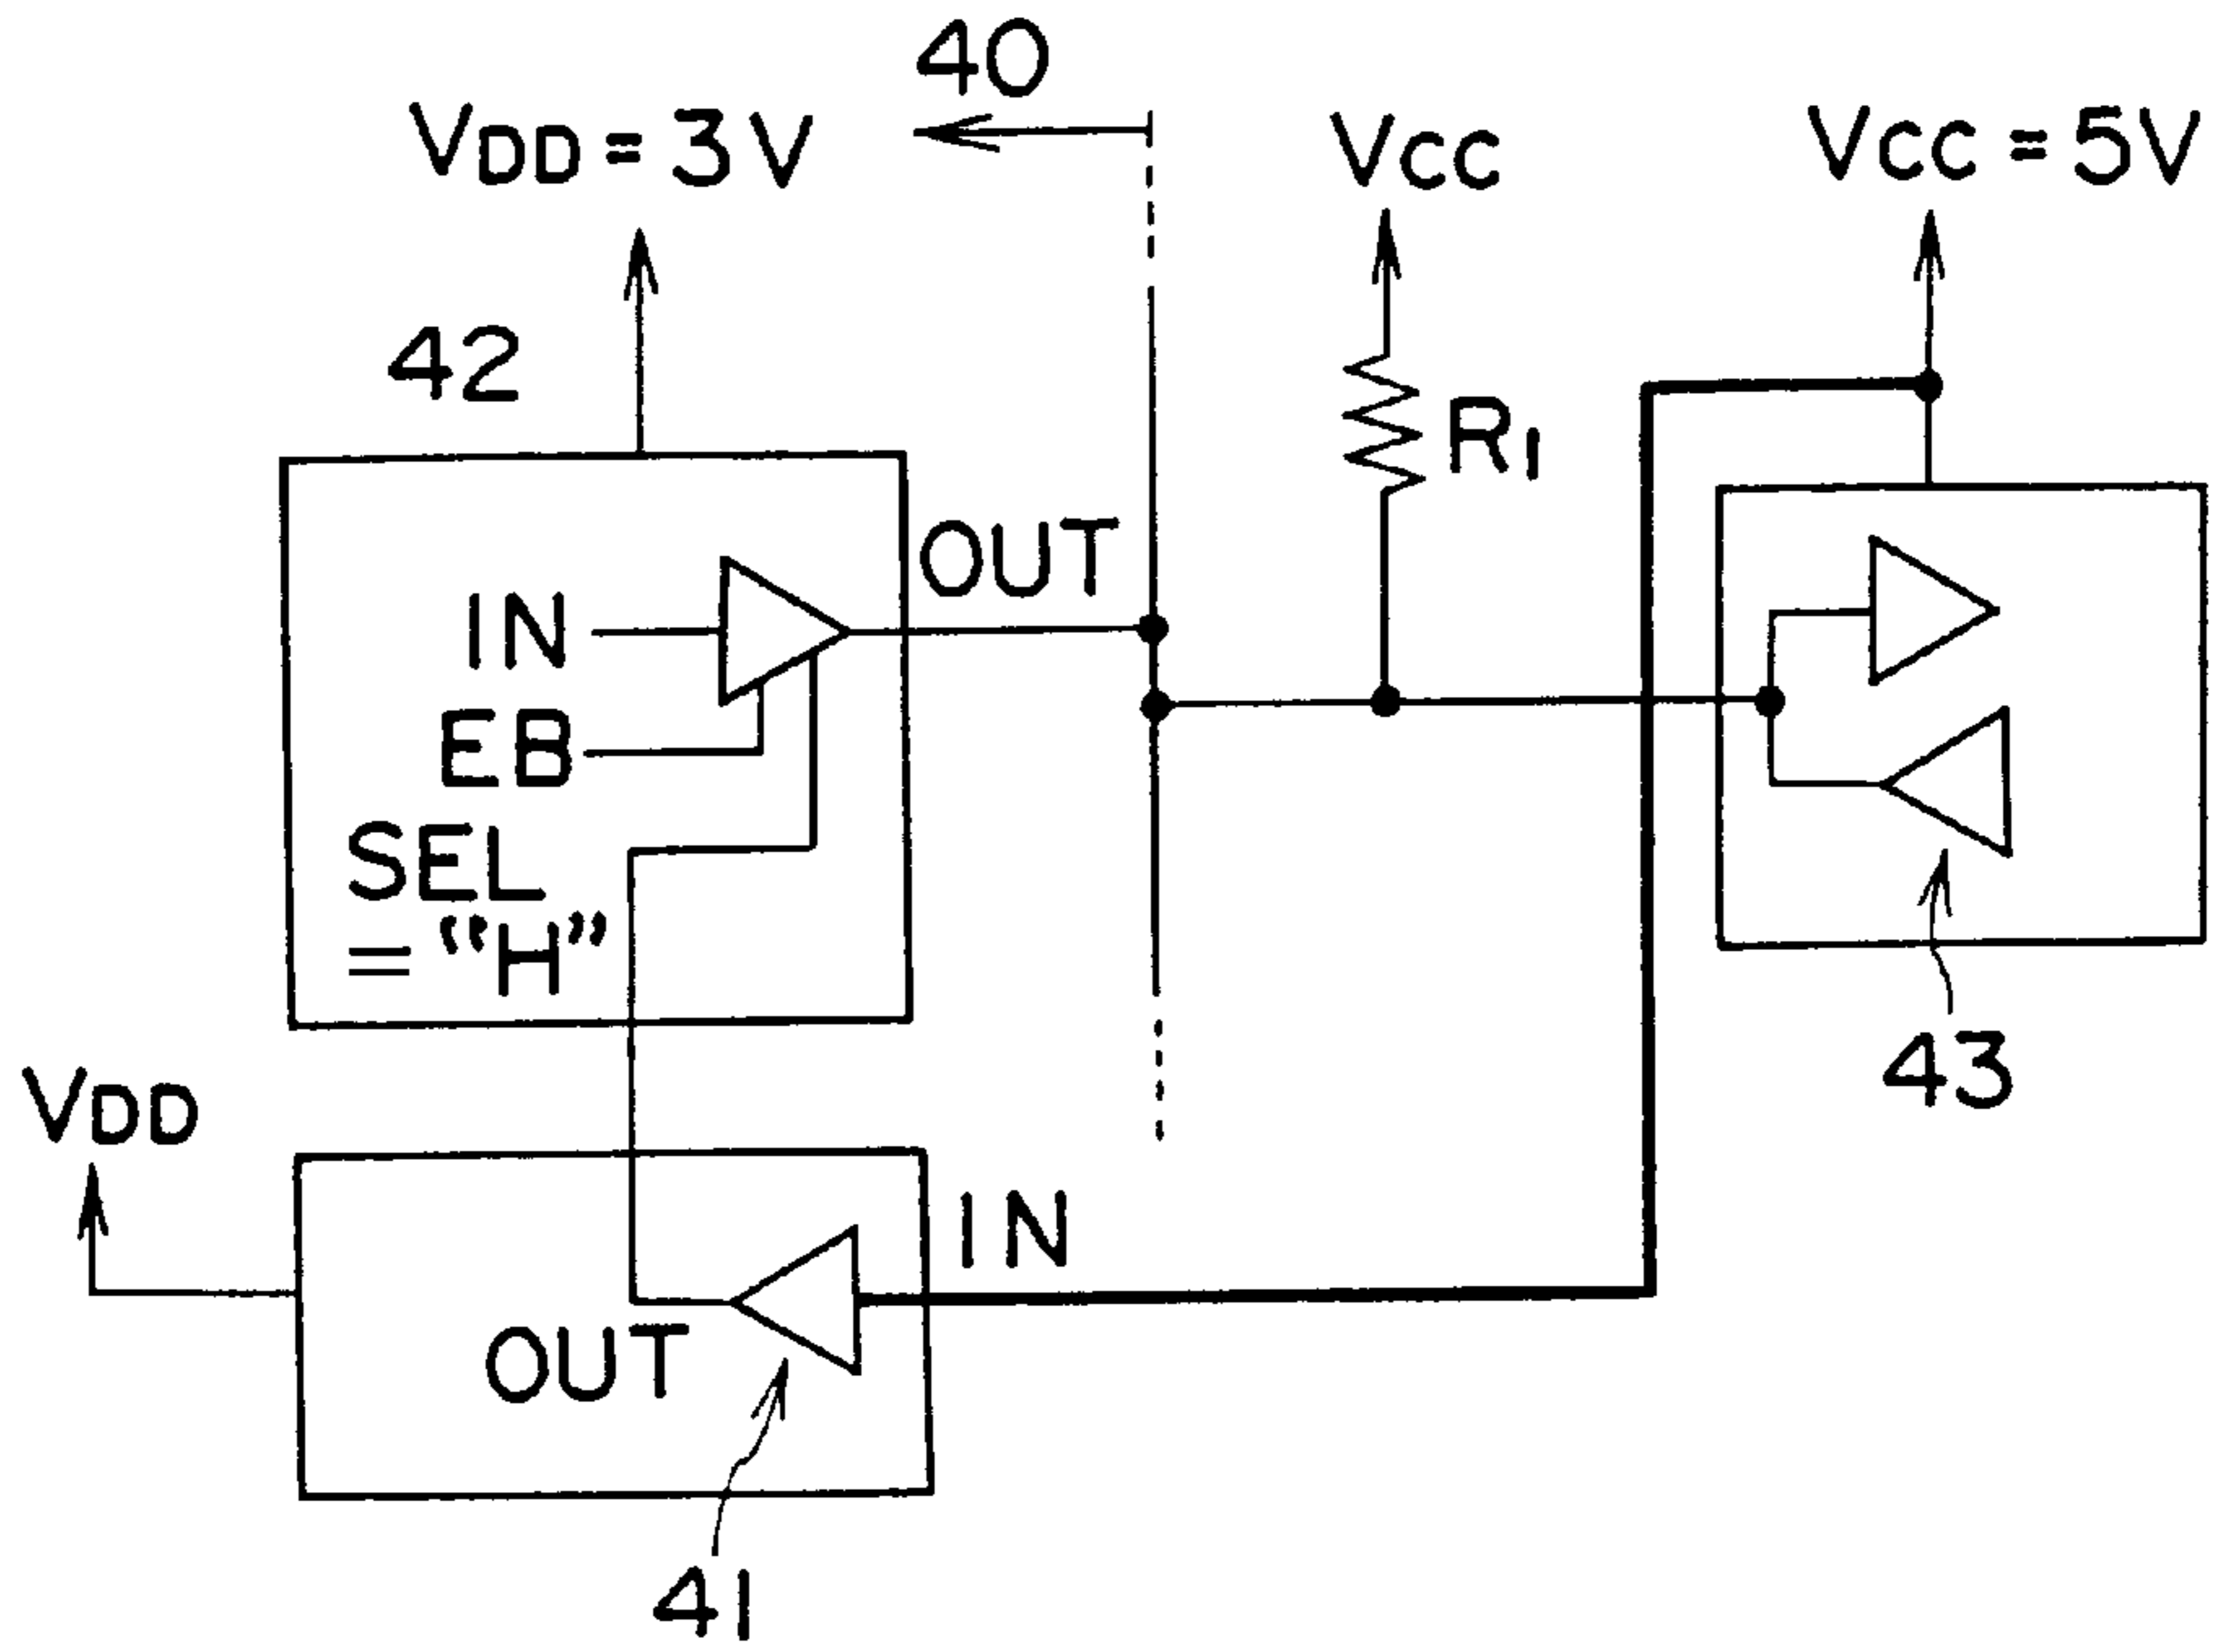 40
VDD = 3V
VCC
VCC = 5V
42
R1
OUT
IN
EB
SEL
= “H”
43
VDD
IN
OUT
41